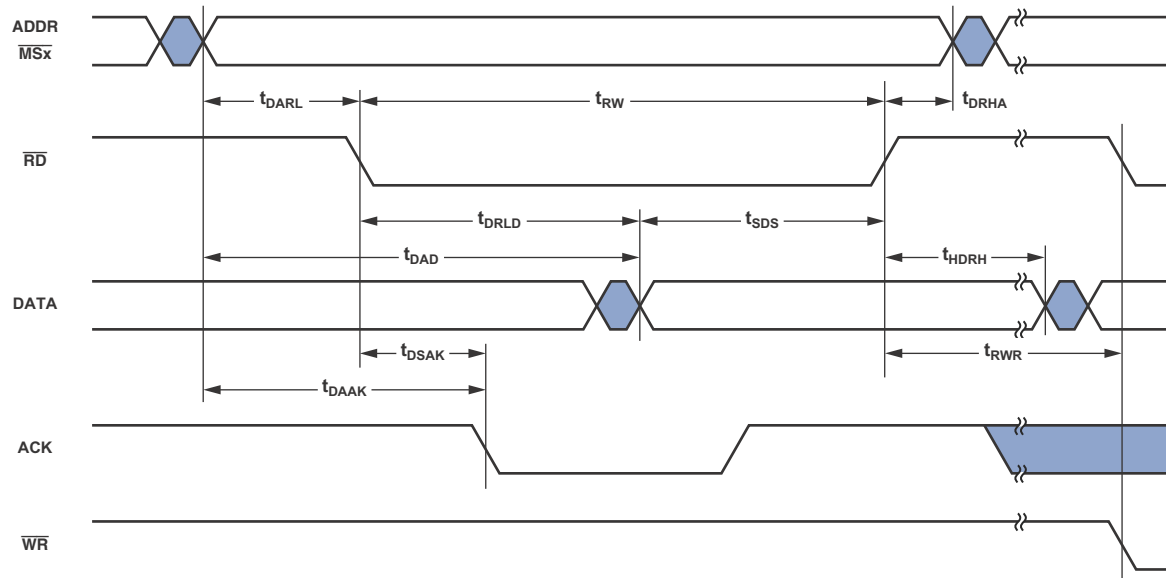 ADDR
MSx
tDARL
tRW
tDRHA
RD
tDRLD
tSDS
tDAD
tHDRH
DATA
tDSAK
tRWR
tDAAK
ACK
WR